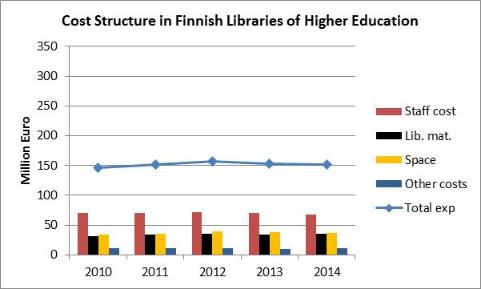 Cost Structure in Finnish Libraries of Higher Education
Million Euro
350
300
250
200
150
100
50
0
2010 2011 2012 2013 2014
Staff cost
Lib. mat.
Space
Other costs
Total exp